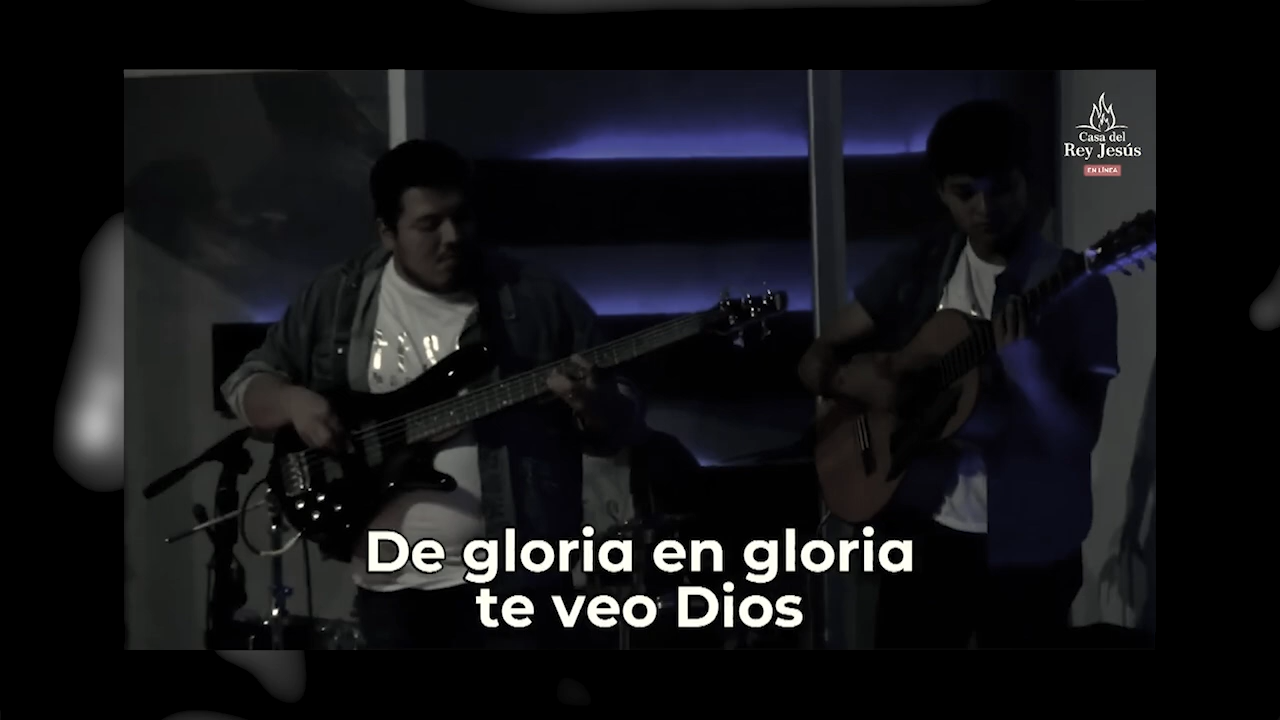 Casa del
Rey Jesús
EN LÍNEA
De gloria en gloria
te veo Dios